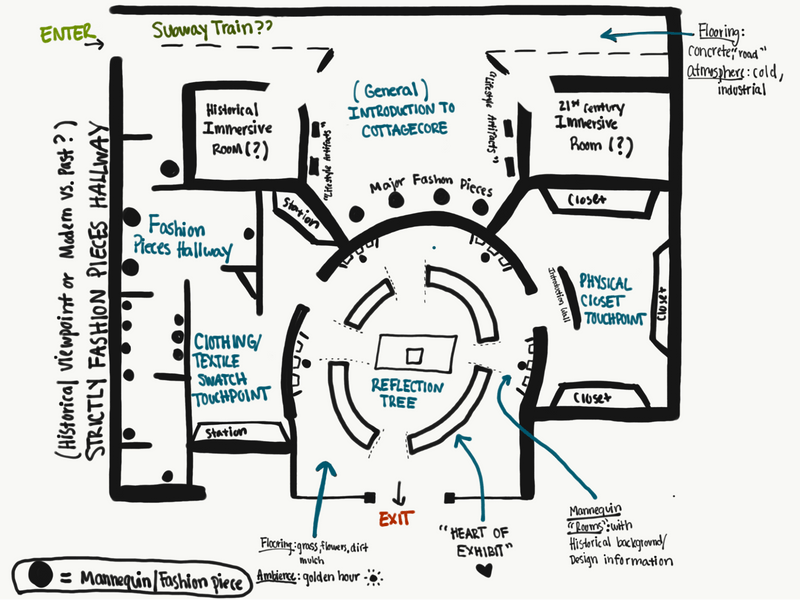 ENTER
Subway Train??
Flooring:
concrete, "road"
Atmosphere: cold,
industrial
Historical
Immersive
Room (?)
(General)
INTRODUCTION TO
COTTAGECORE
"Lifestyle Artifacts"
"Lifestyle Artifacts"
21st Century
Immersive
Room (?)
Major Fashon Pieces
Station
Closet
(Historical Viewpoint or Modern vs. Past?)
STRICTLY FASHION PIECES HALLWAY
Fashion
Pieces Hallway
Introduction Wall
PHYSICAL
CLOSET
TOUCHPOINT
Closet
CLOTHING/
TEXTILE
SWATCH
TOUCHPOINT
REFLECTION
TREE
Closet
Station
EXIT
Flooring: grass, flowers, dirt
mulch
Ambience: golden hour
"HEART OF
EXHIBIT"
Mannequin
"Rooms": with
Historical background/
Design information
= Mannequin/Fashion piece